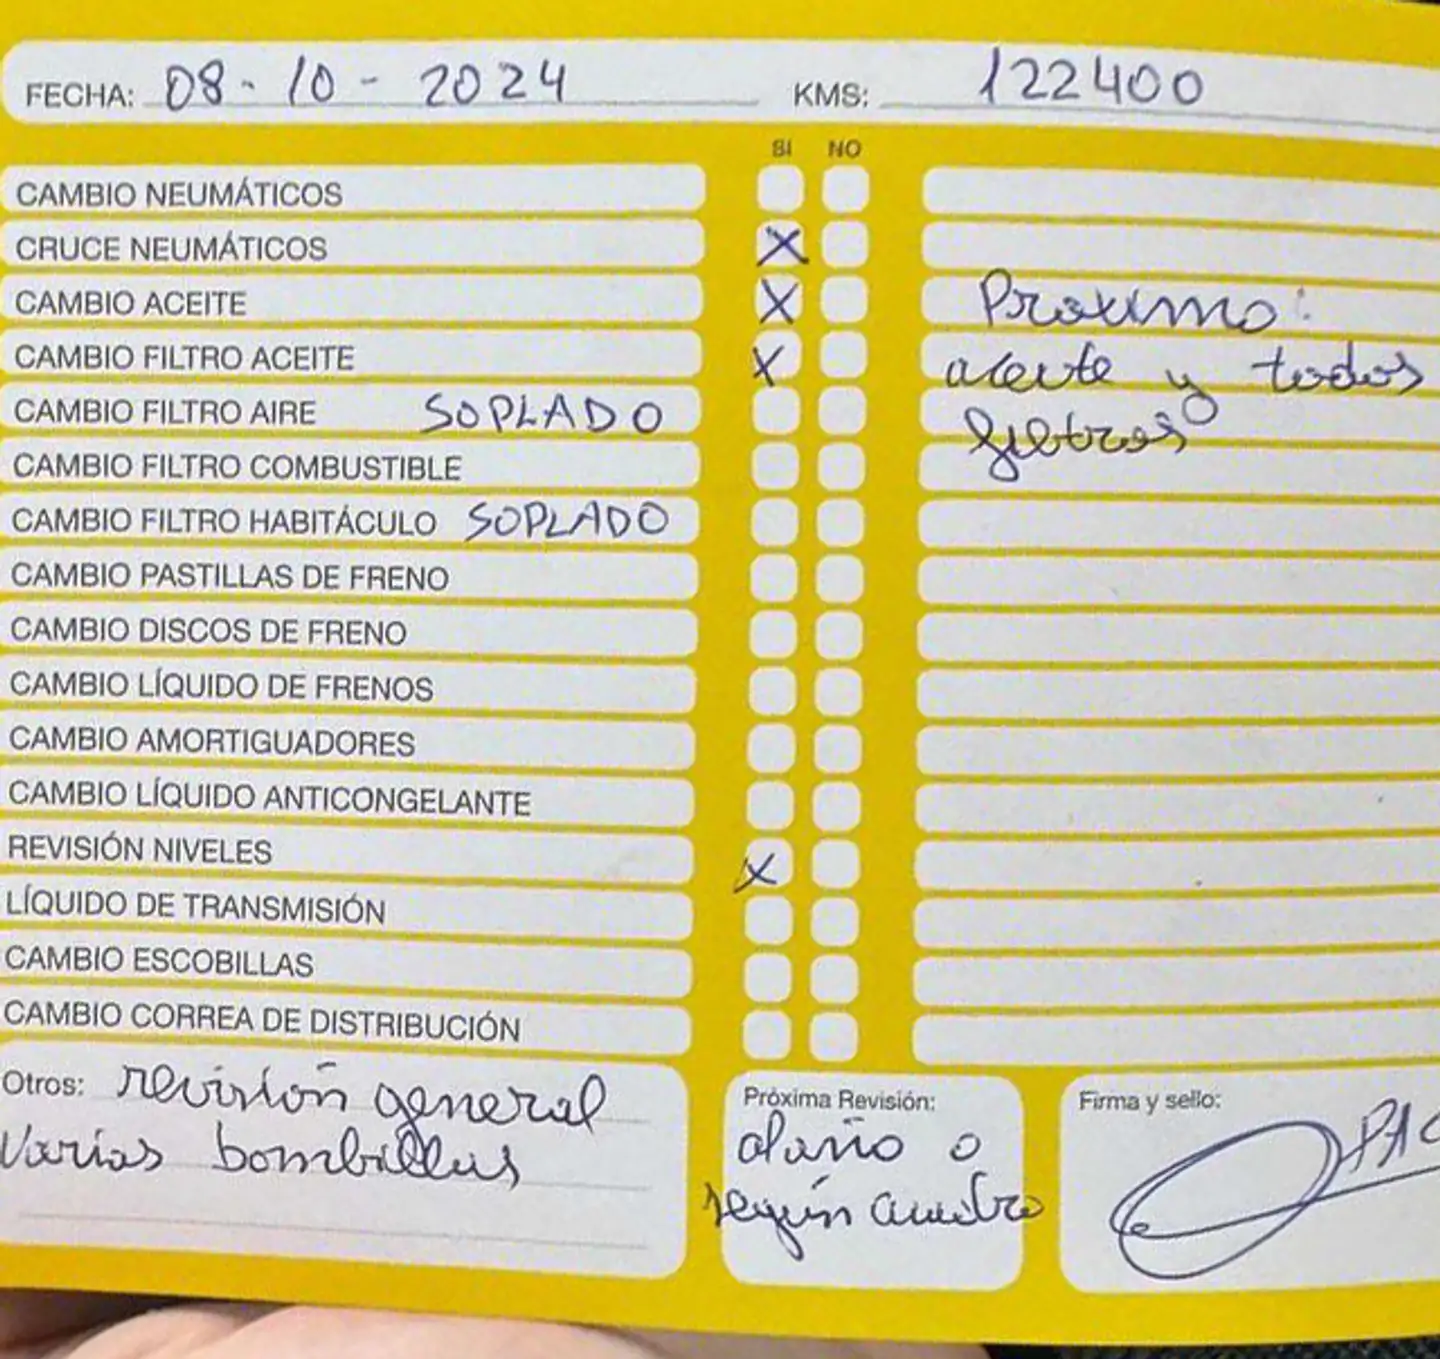 FECHA: 08-10-2024 KMS: 122400
SI NO
CAMBIO NEUMÁTICOS
CRUCE NEUMÁTICOS X
CAMBIO ACEITE X Proximo:
CAMBIO FILTRO ACEITE X aceite y todos
CAMBIO FILTRO AIRE SOPLADO filtros
CAMBIO FILTRO COMBUSTIBLE
CAMBIO FILTRO HABITÁCULO SOPLADO
CAMBIO PASTILLAS DE FRENO
CAMBIO DISCOS DE FRENO
CAMBIO LÍQUIDO DE FRENOS
CAMBIO AMORTIGUADORES
CAMBIO LÍQUIDO ANTICONGELANTE
REVISIÓN NIVELES X
LÍQUIDO DE TRANSMISIÓN
CAMBIO ESCOBILLAS
CAMBIO CORREA DE DISTRIBUCIÓN
Otros: revisión general
varias bombillas
Próxima Revisión:
al año o
según cuadro
Firma y sello: